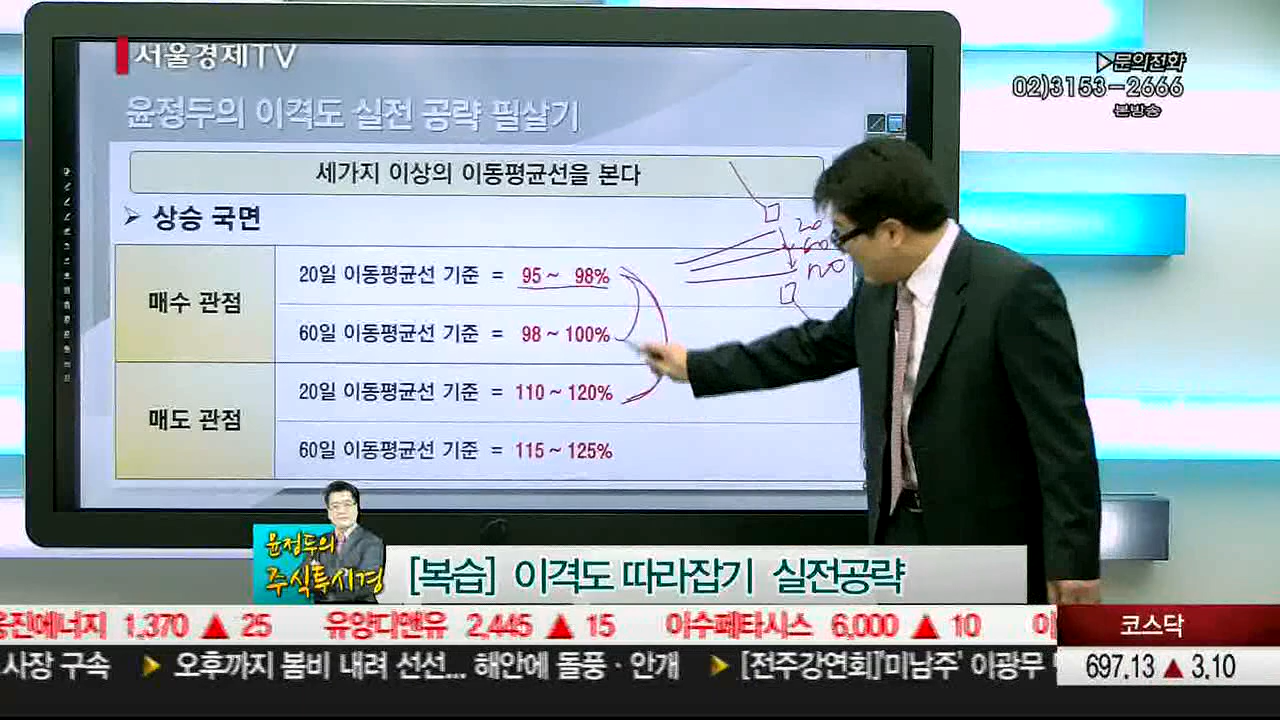 서울경제TV
▶문의전화
02)3153-2666
본방송
윤정두의 이격도 실전 공략 필살기
세가지 이상의 이동평균선을 본다
➢ 상승 국면
매수 관점
20일 이동평균선 기준 = 95 ~ 98%
60일 이동평균선 기준 = 98 ~ 100%
매도 관점
20일 이동평균선 기준 = 110 ~ 120%
60일 이동평균선 기준 = 115 ~ 125%
20
60
120
윤정두의
주식특서경
[복습] 이격도 따라잡기 실전공략
웅진에너지 1,370 ▲ 25 유양디앤유 2,445 ▲ 15 이수페타시스 6,000 ▲ 10 이
코스닥
사장 구속 ▶ 오후까지 봄비 내려 선선... 해안에 돌풍·안개 ▶ [전주강연회]'미남주' 이광무
697.13 ▲ 3.10